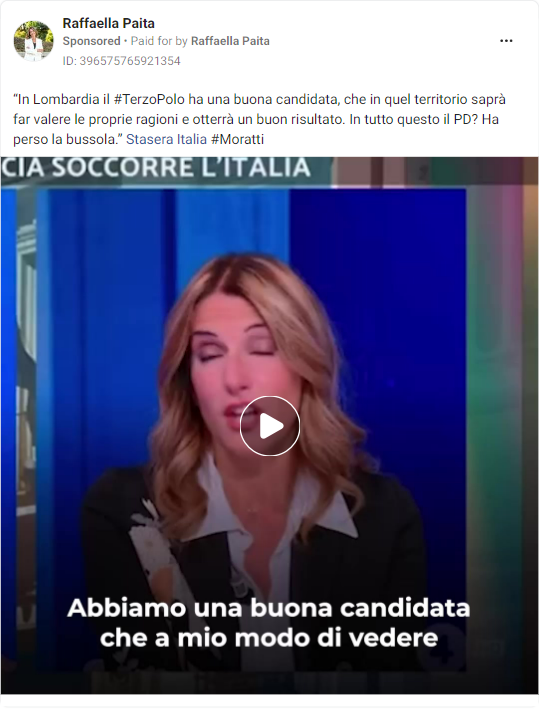 Raffaella Paita
Sponsored • Paid for by Raffaella Paita
ID: 396575765921354
“In Lombardia il #TerzoPolo ha una buona candidata, che in quel territorio saprà
far valere le proprie ragioni e otterrà un buon risultato. In tutto questo il PD? Ha
perso la bussola.” Stasera Italia #Moratti
CIA SOCCORRE L'ITALIA
Abbiamo una buona candidata
che a mio modo di vedere